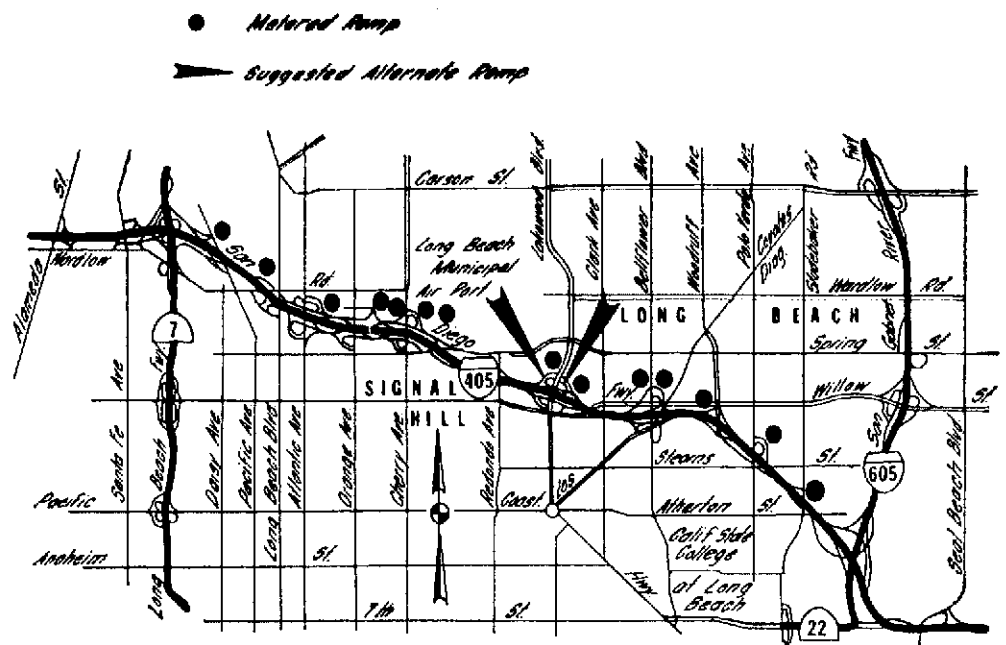 Metered Ramp
Suggested Alternate Ramp
Alameda St
Wardlow
San
Rd
Diego
Fwy.
Carson St.
Long Beach
Municipal
Air Port
Lakewood Blvd.
Clark Ave
Bellflower Blvd
Woodruff Ave
Palo Verde Ave
Coyotes
Diag.
Studebaker Rd
San Gabriel River Fwy
Wardlow Rd
LONG BEACH
Spring St
Willow St
SIGNAL
HILL
7
405
605
22
Long Beach Fwy.
Santa Fe Ave
Daisy Ave
Pacific Ave
Long Beach Blvd
Atlantic Ave
Orange Ave
Cherry Ave
Redondo Ave
Stearns St.
Pacific Coast Hwy
Atherton St
Calif State
College
at Long
Beach
Seal Beach Blvd
Anaheim St.
7th St.